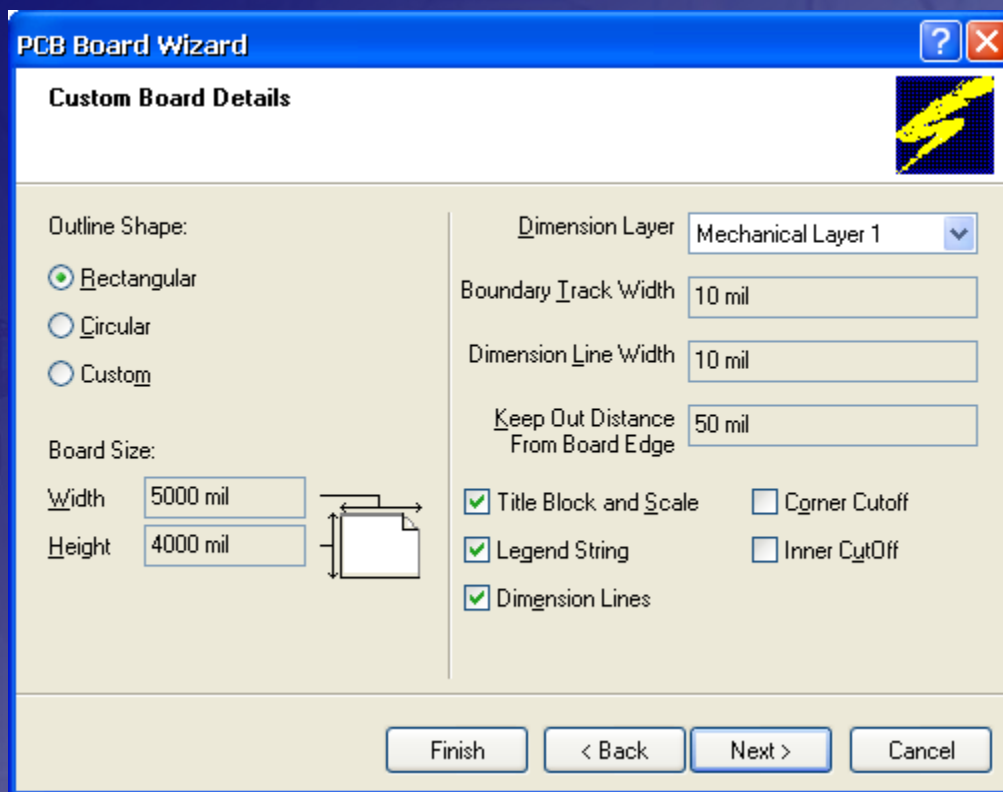 PCB Board Wizard
Custom Board Details
Outline Shape:
Rectangular
Circular
Custom
Board Size:
Width 5000 mil
Height 4000 mil
Dimension Layer Mechanical Layer 1
Boundary Track Width 10 mil
Dimension Line Width 10 mil
Keep Out Distance
From Board Edge 50 mil
Title Block and Scale Corner Cutoff
Legend String Inner CutOff
Dimension Lines
Finish < Back Next > Cancel